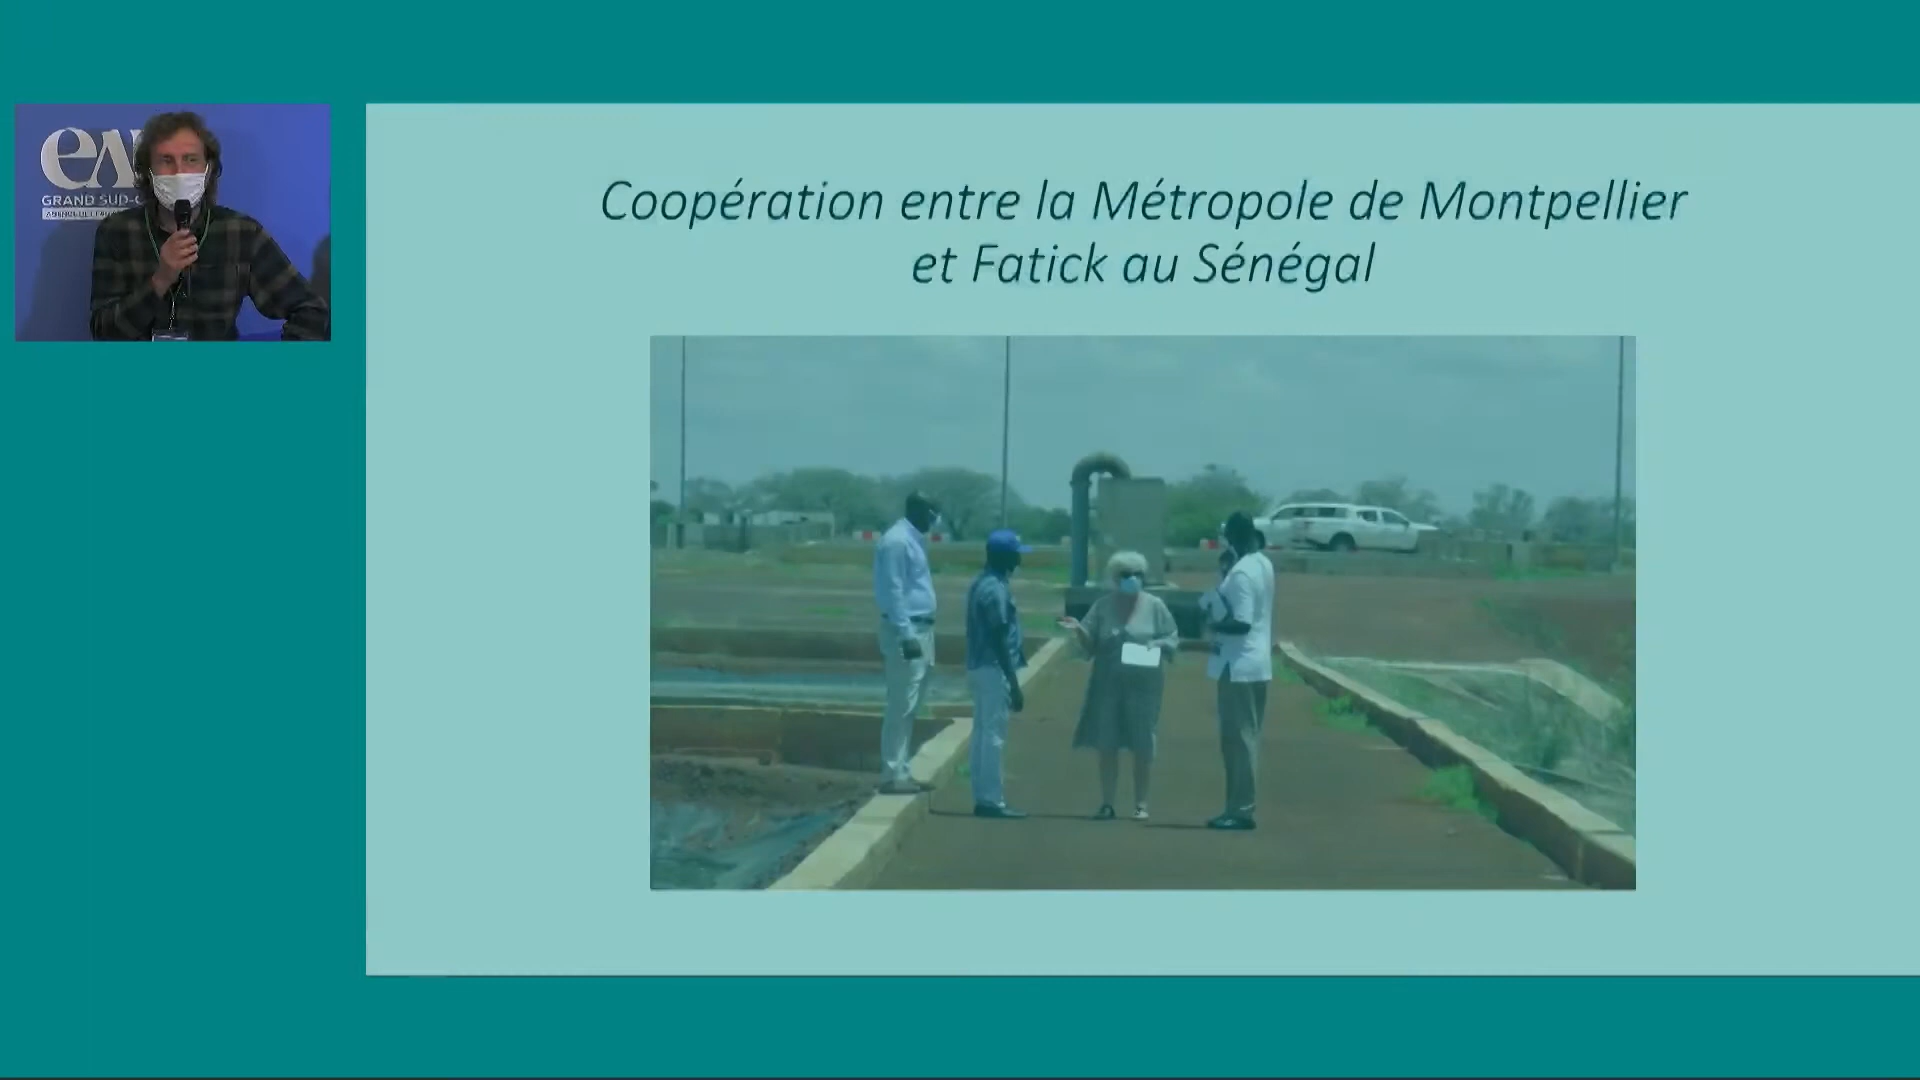 GRAND SUD-
Coopération entre la Métropole de Montpellier
et Fatick au Sénégal